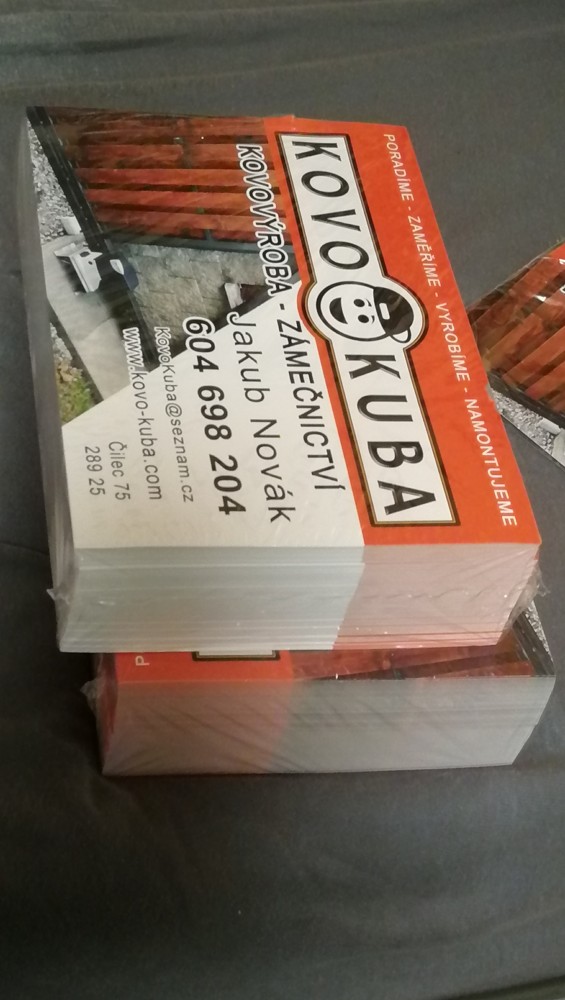 PORADÍME - ZAMĚŘÍME - VYROBÍME - NAMONTUJEME
KOVO KUBA
KOVOVÝROBA - ZÁMEČNICTVÍ
Jakub Novák
604 698 204
KovoKuba@seznam.cz
www.kovo-kuba.com
Čilec 75
289 25